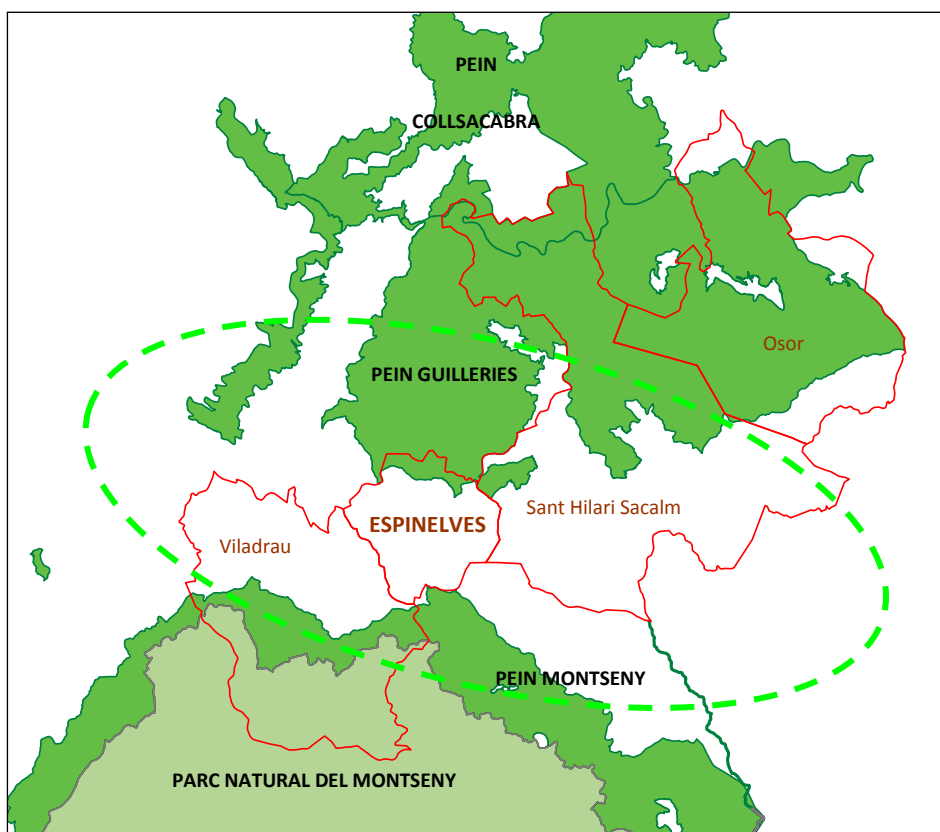 PEIN
COLLSACABRA
Osor
PEIN GUILLERIES
Sant Hilari Sacalm
ESPINELVES
Viladrau
PEIN MONTSENY
PARC NATURAL DEL MONTSENY